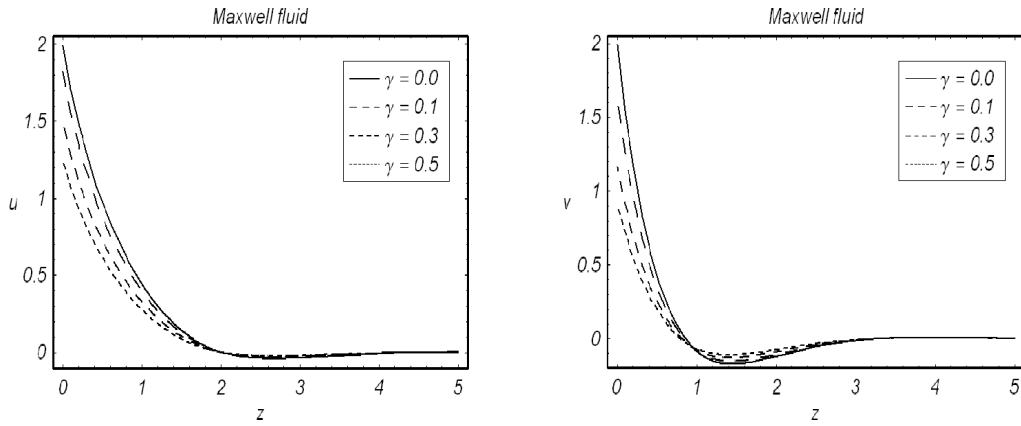 Maxwell fluid
2
1.5
1
0.5
0
u
0 1 2 3 4 5
z
γ = 0.0
γ = 0.1
γ = 0.3
γ = 0.5
Maxwell fluid
2
1.5
1
0.5
0
v
0 1 2 3 4 5
z
γ = 0.0
γ = 0.1
γ = 0.3
γ = 0.5